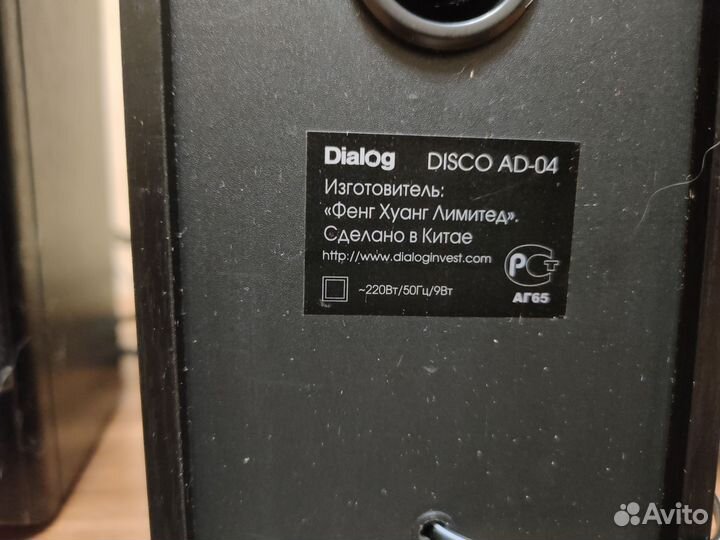 Dialog DISCO AD-04
Изготовитель:
«Фенг Хуанг Лимитед».
Сделано в Китае
http://www.dialoginvest.com
РСТ
АГ65
~220Вт/50Гц/9Вт
Avito